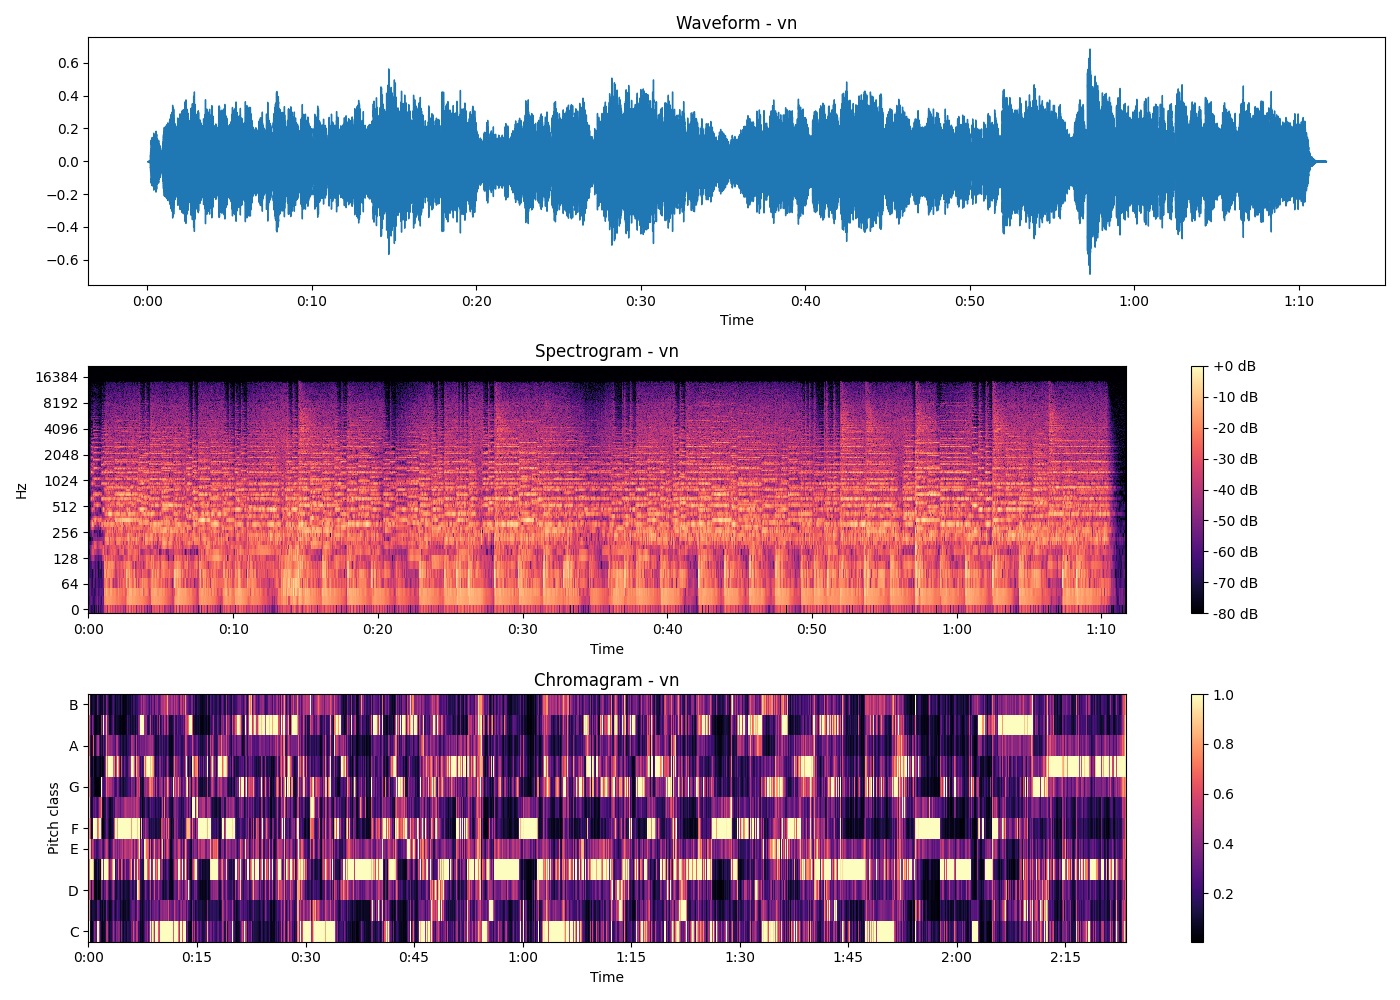 Waveform - vn
0.6
0.4
0.2
0.0
−0.2
−0.4
−0.6
0:00 0:10 0:20 0:30 0:40 0:50 1:00 1:10
Time
Spectrogram - vn
Hz
16384
8192
4096
2048
1024
512
256
128
64
0
0:00 0:10 0:20 0:30 0:40 0:50 1:00 1:10
Time
+0 dB
-10 dB
-20 dB
-30 dB
-40 dB
-50 dB
-60 dB
-70 dB
-80 dB
Chromagram - vn
Pitch class
B
A
G
F
E
D
C
0:00 0:15 0:30 0:45 1:00 1:15 1:30 1:45 2:00 2:15
Time
1.0
0.8
0.6
0.4
0.2